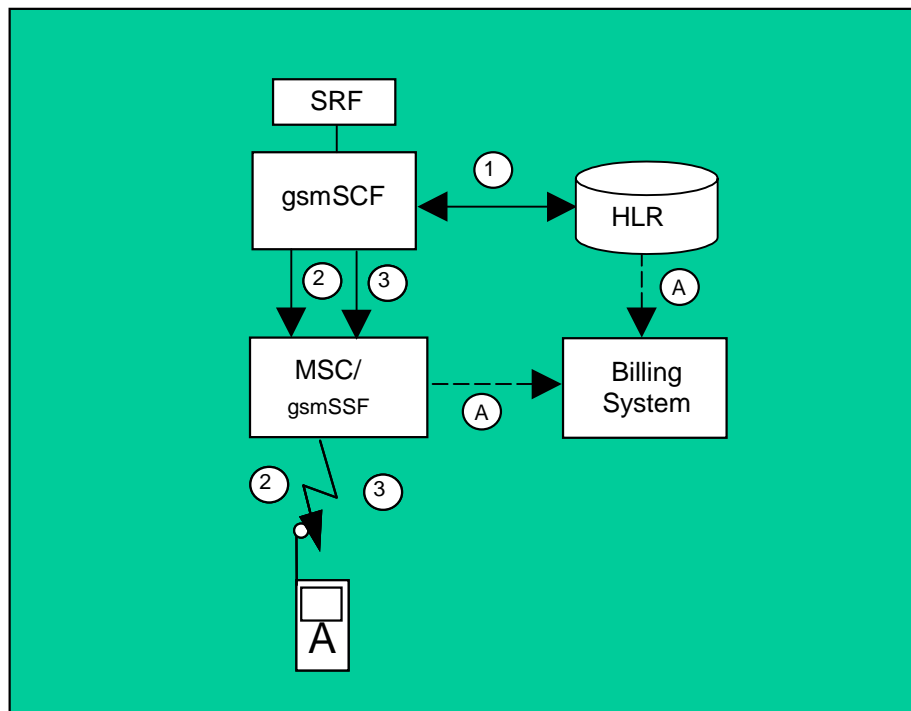 SRF
gsmSCF
1
HLR
2
3
A
MSC/
gsmSSF
A
Billing
System
2
3
A